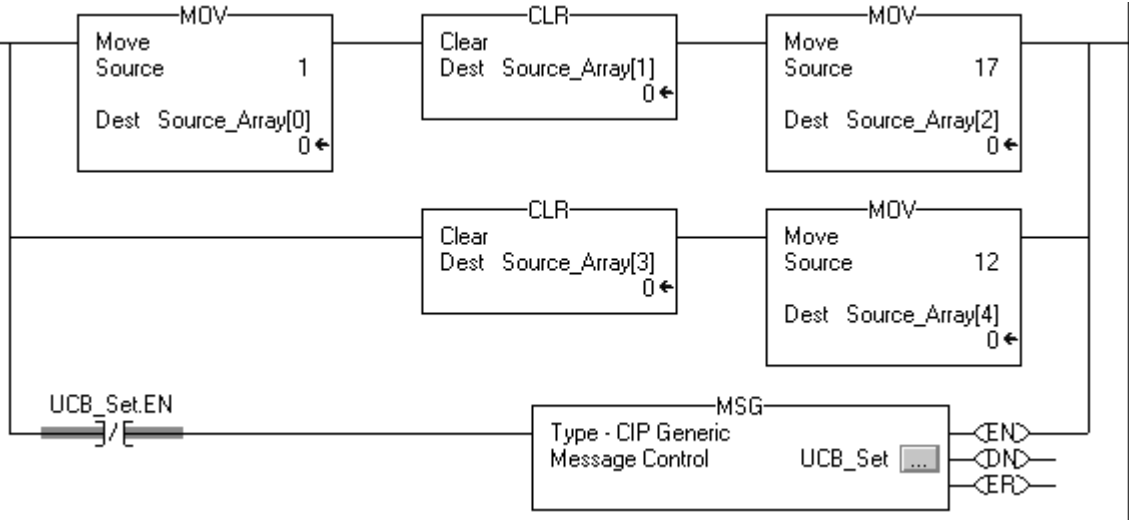 MOV
Move
Source 1
Dest Source_Array[0]
0
CLR
Clear
Dest Source_Array[1]
0
MOV
Move
Source 17
Dest Source_Array[2]
0
CLR
Clear
Dest Source_Array[3]
0
MOV
Move
Source 12
Dest Source_Array[4]
0
UCB_Set.EN
MSG
Type - CIP Generic
Message Control UCB_Set ...
EN
DN
ER